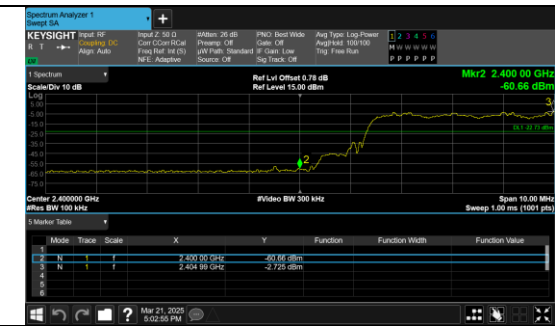 Spectrum Analyzer 1
Swept SA
KEYSIGHT Input: RF Input Z: 50 Ω #Atten: 26 dB PNO: Best Wide Avg Type: Log-Power 1 2 3 4 5 6
R T Coupling: DC Corr CCorr RCal Preamp: Off Gate: Off Avg|Hold: 100/100 M W W W W W
Align: Auto Freq Ref: Int (S) µW Path: Standard IF Gain: Low Trig: Free Run
NFE: Adaptive Source: Off Sig Track: Off P P P P P P
1 Spectrum
Ref Lvl Offset 0.78 dB Mkr2 2.400 00 GHz
Scale/Div 10 dB Ref Level 15.00 dBm -60.66 dBm
Log
5.00
3
-5.00
-15.0
DL1 -22.77 dBm
-25.0
-35.0
-45.0
2
-55.0
-65.0
-75.0
Center 2.400000 GHz #Video BW 300 kHz Span 10.00 MHz
#Res BW 100 kHz Sweep 1.00 ms (1001 pts)
5 Marker Table
Mode Trace Scale X Y Function Function Width Function Value
1
2 N 1 f 2.400 00 GHz -60.66 dBm
3 N 1 f 2.404 99 GHz -2.725 dBm
4
5
6
? Mar 21, 2025
5:02:55 PM